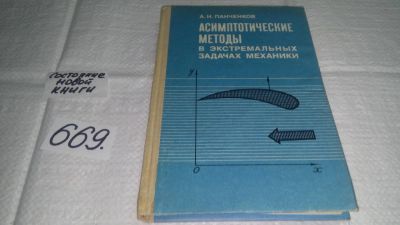 А.И. ПАНЧЕНКОВ
АСИМПТОТИЧЕСКИЕ
МЕТОДЫ
В ЭКСТРЕМАЛЬНЫХ
ЗАДАЧАХ МЕХАНИКИ
y
O
x
состояние
новой
книги
669.